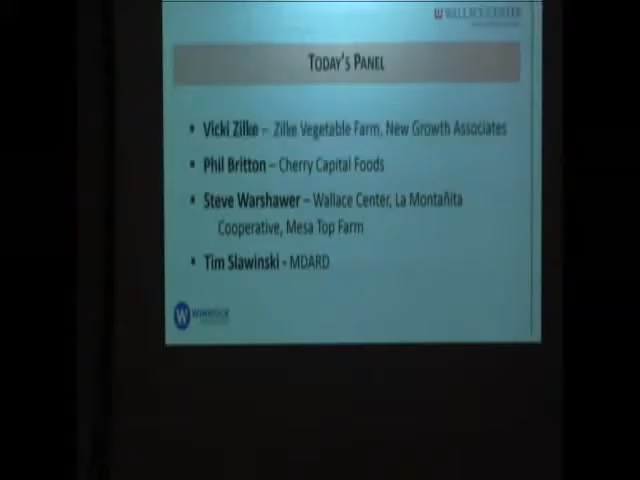 WALLACE CENTER
TODAY'S PANEL
• Vicki Zilke – Zilke Vegetable Farm, New Growth Associates
• Phil Britton – Cherry Capital Foods
• Steve Warshawer – Wallace Center, La Montañita
Cooperative, Mesa Top Farm
• Tim Slawinski - MDARD
W WINROCK